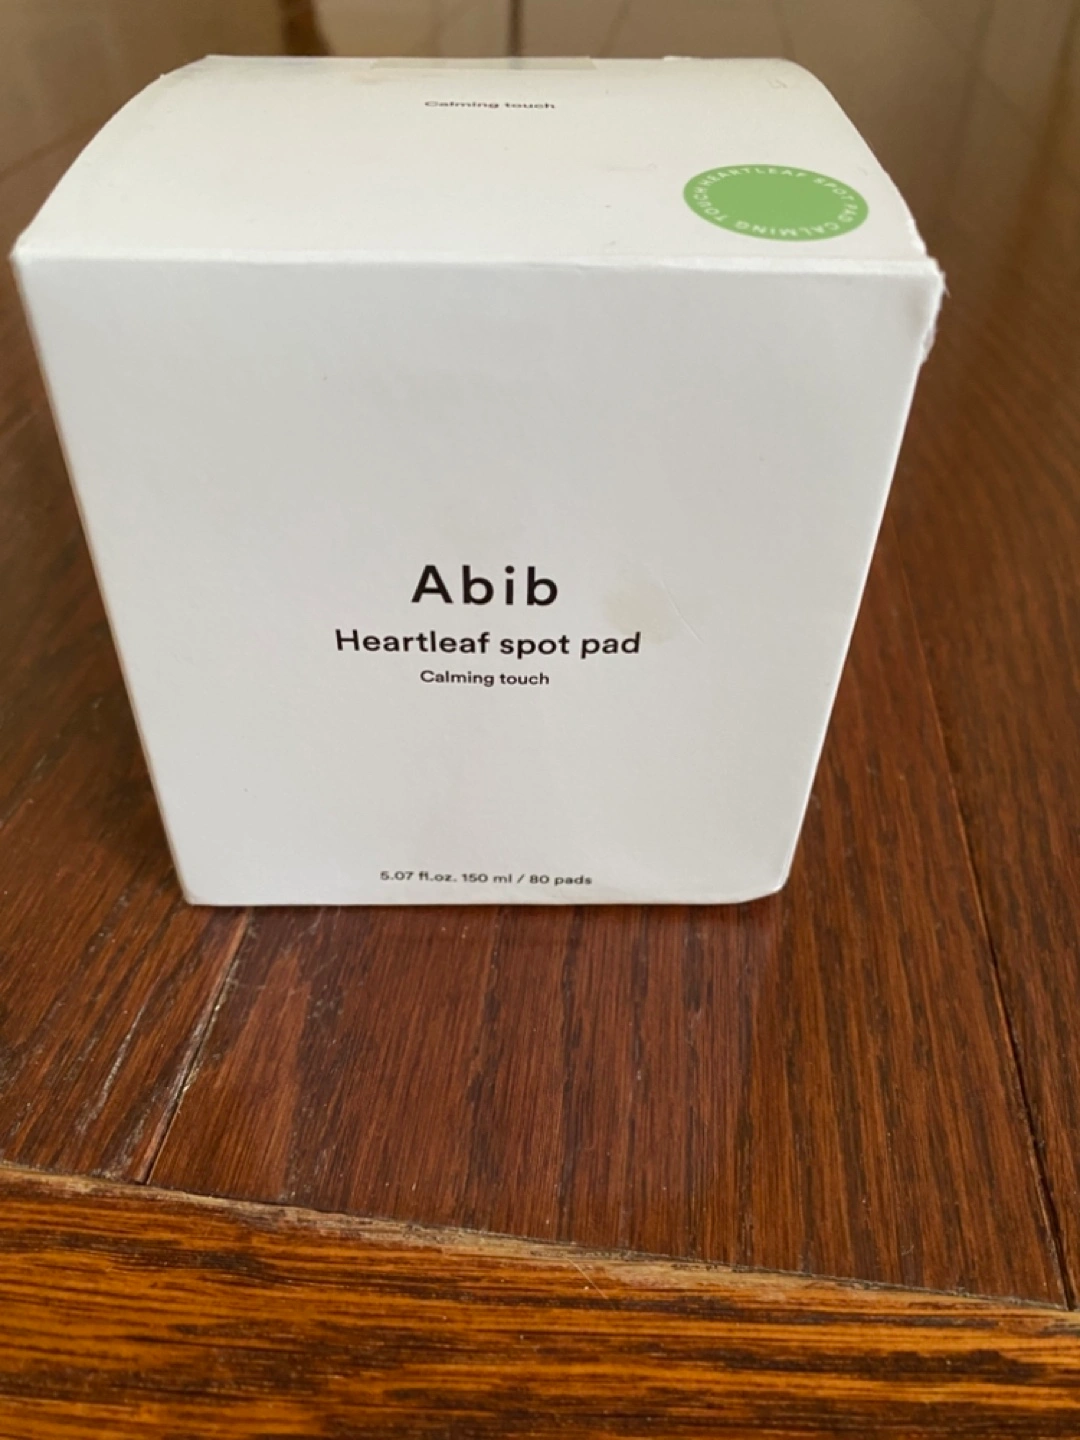 Calming touch
HEARTLEAF SPOT PAD CALMING TOUCH
Abib
Heartleaf spot pad
Calming touch
5.07 fl.oz. 150 ml / 80 pads